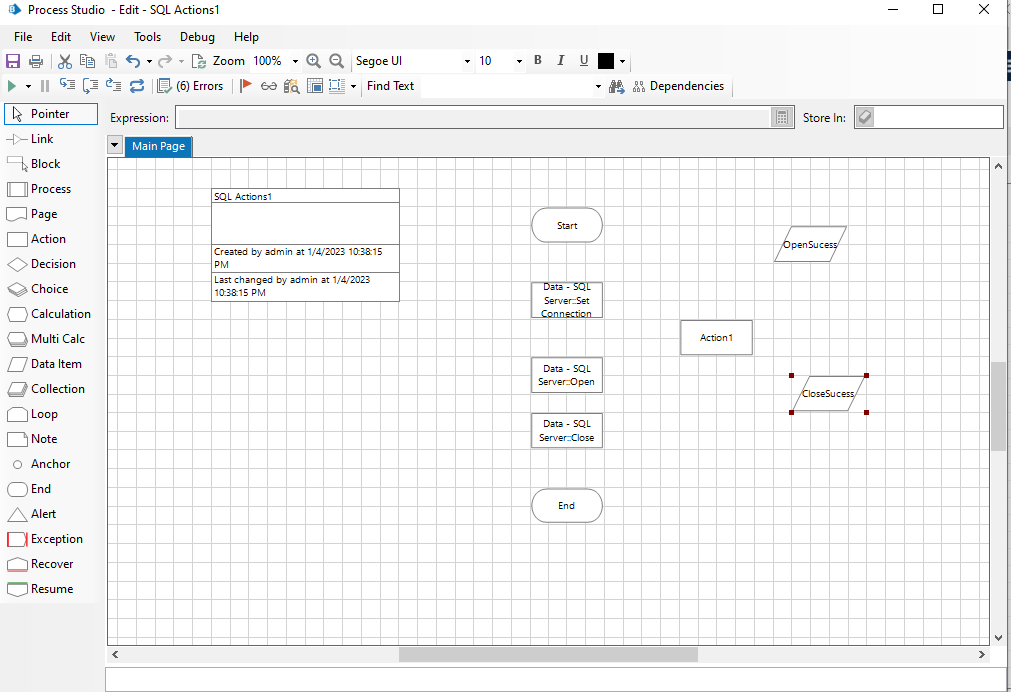 Process Studio - Edit - SQL Actions1
File Edit View Tools Debug Help
Zoom 100% Segoe UI 10 B I U
(6) Errors Find Text Dependencies
Pointer
Link
Block
Process
Page
Action
Decision
Choice
Calculation
Multi Calc
Data Item
Collection
Loop
Note
Anchor
End
Alert
Exception
Recover
Resume
Expression: Store In:
Main Page
SQL Actions1
Created by admin at 1/4/2023 10:38:15
PM
Last changed by admin at 1/4/2023
10:38:15 PM
Start
Data - SQL
Server::Set
Connection
Data - SQL
Server::Open
Data - SQL
Server::Close
End
Action1
OpenSucess
CloseSucess